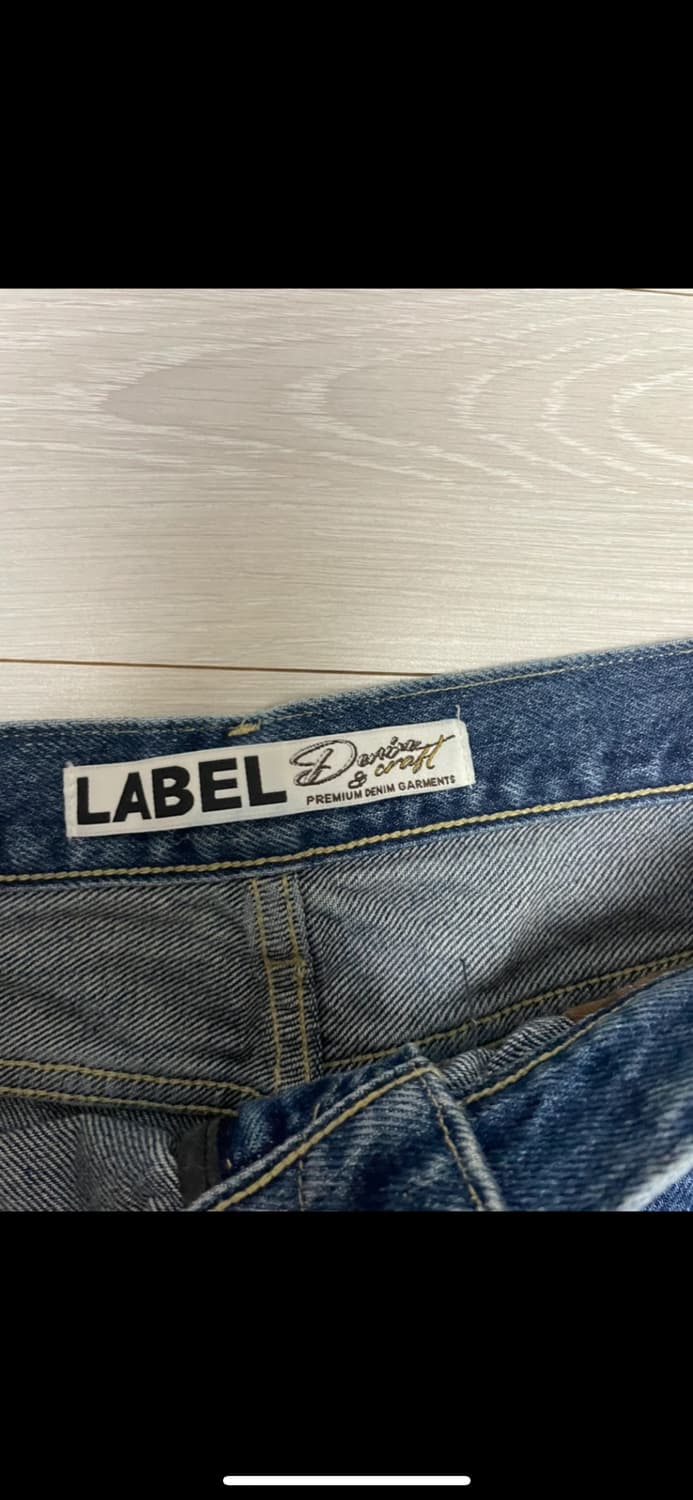 LABEL
Denim
& craft
PREMIUM DENIM GARMENTS